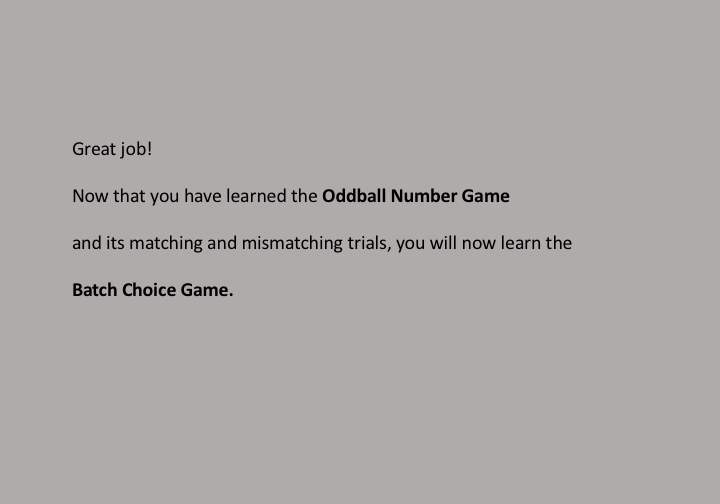 Great job!
Now that you have learned the Oddball Number Game
and its matching and mismatching trials, you will now learn the
Batch Choice Game.